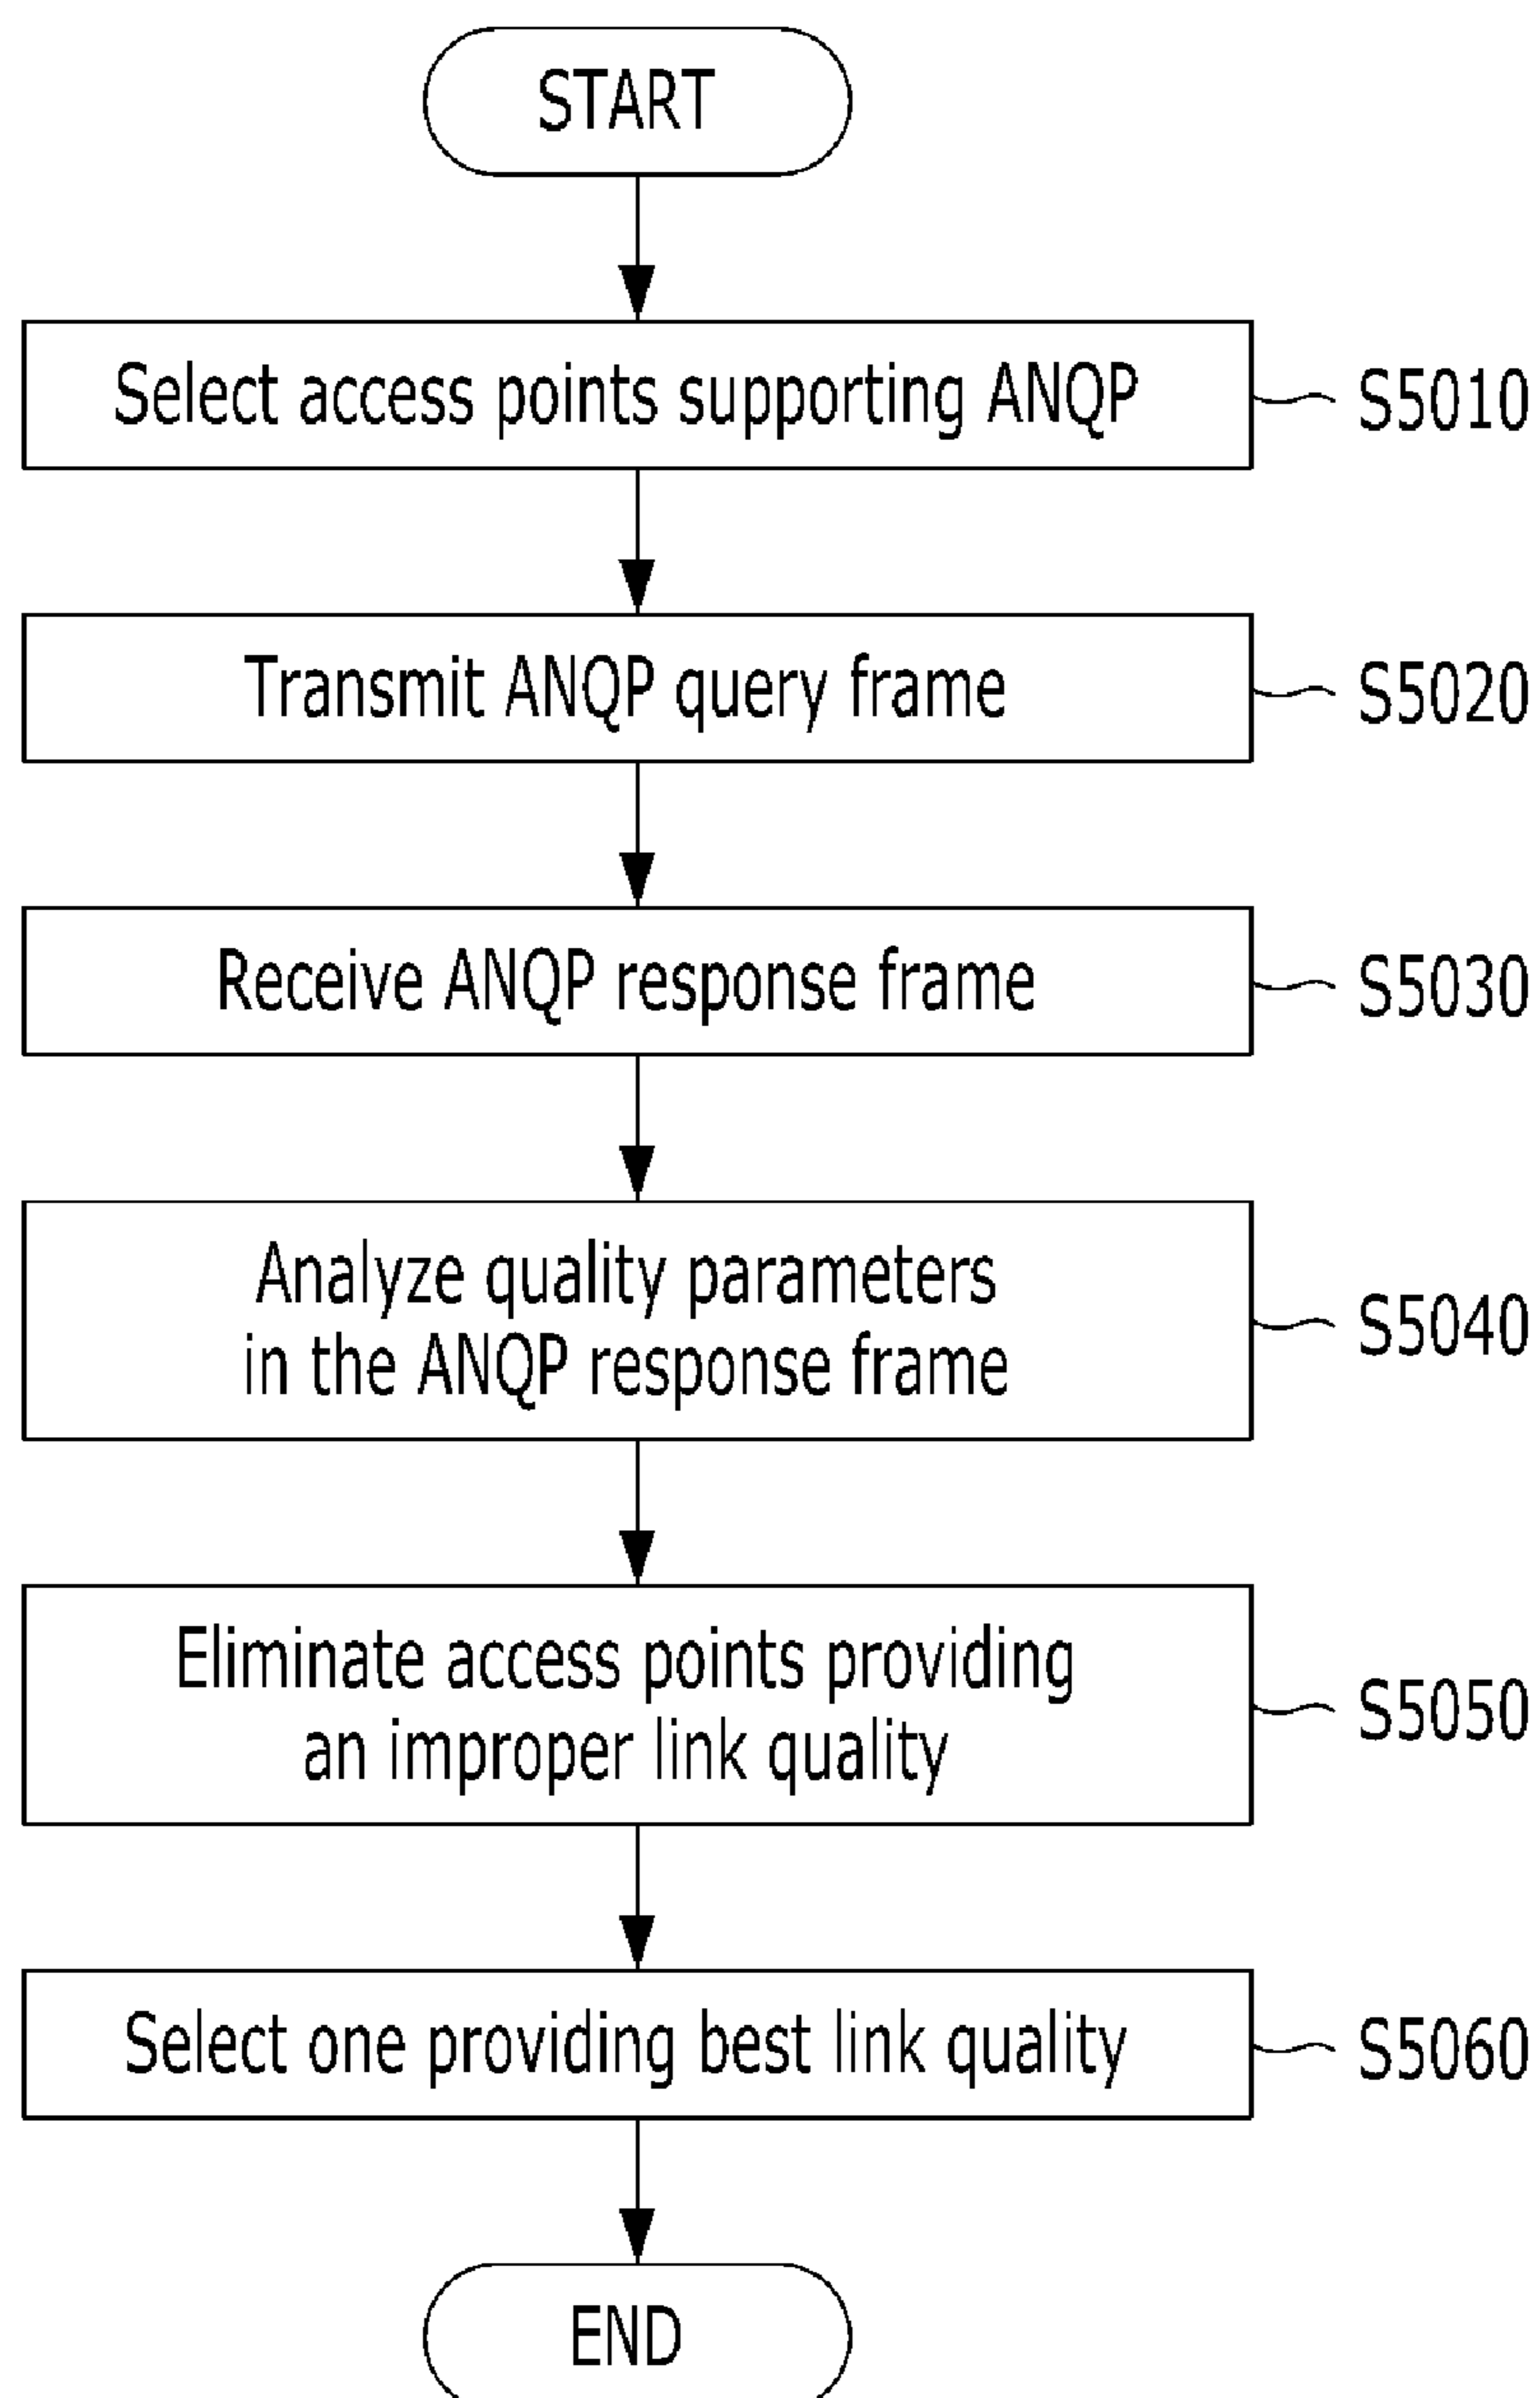 START
Select access points supporting ANQP
S5010
Transmit ANQP query frame
S5020
Receive ANQP response frame
S5030
Analyze quality parameters
in the ANQP response frame
S5040
Eliminate access points providing
an improper link quality
S5050
Select one providing best link quality
S5060
END